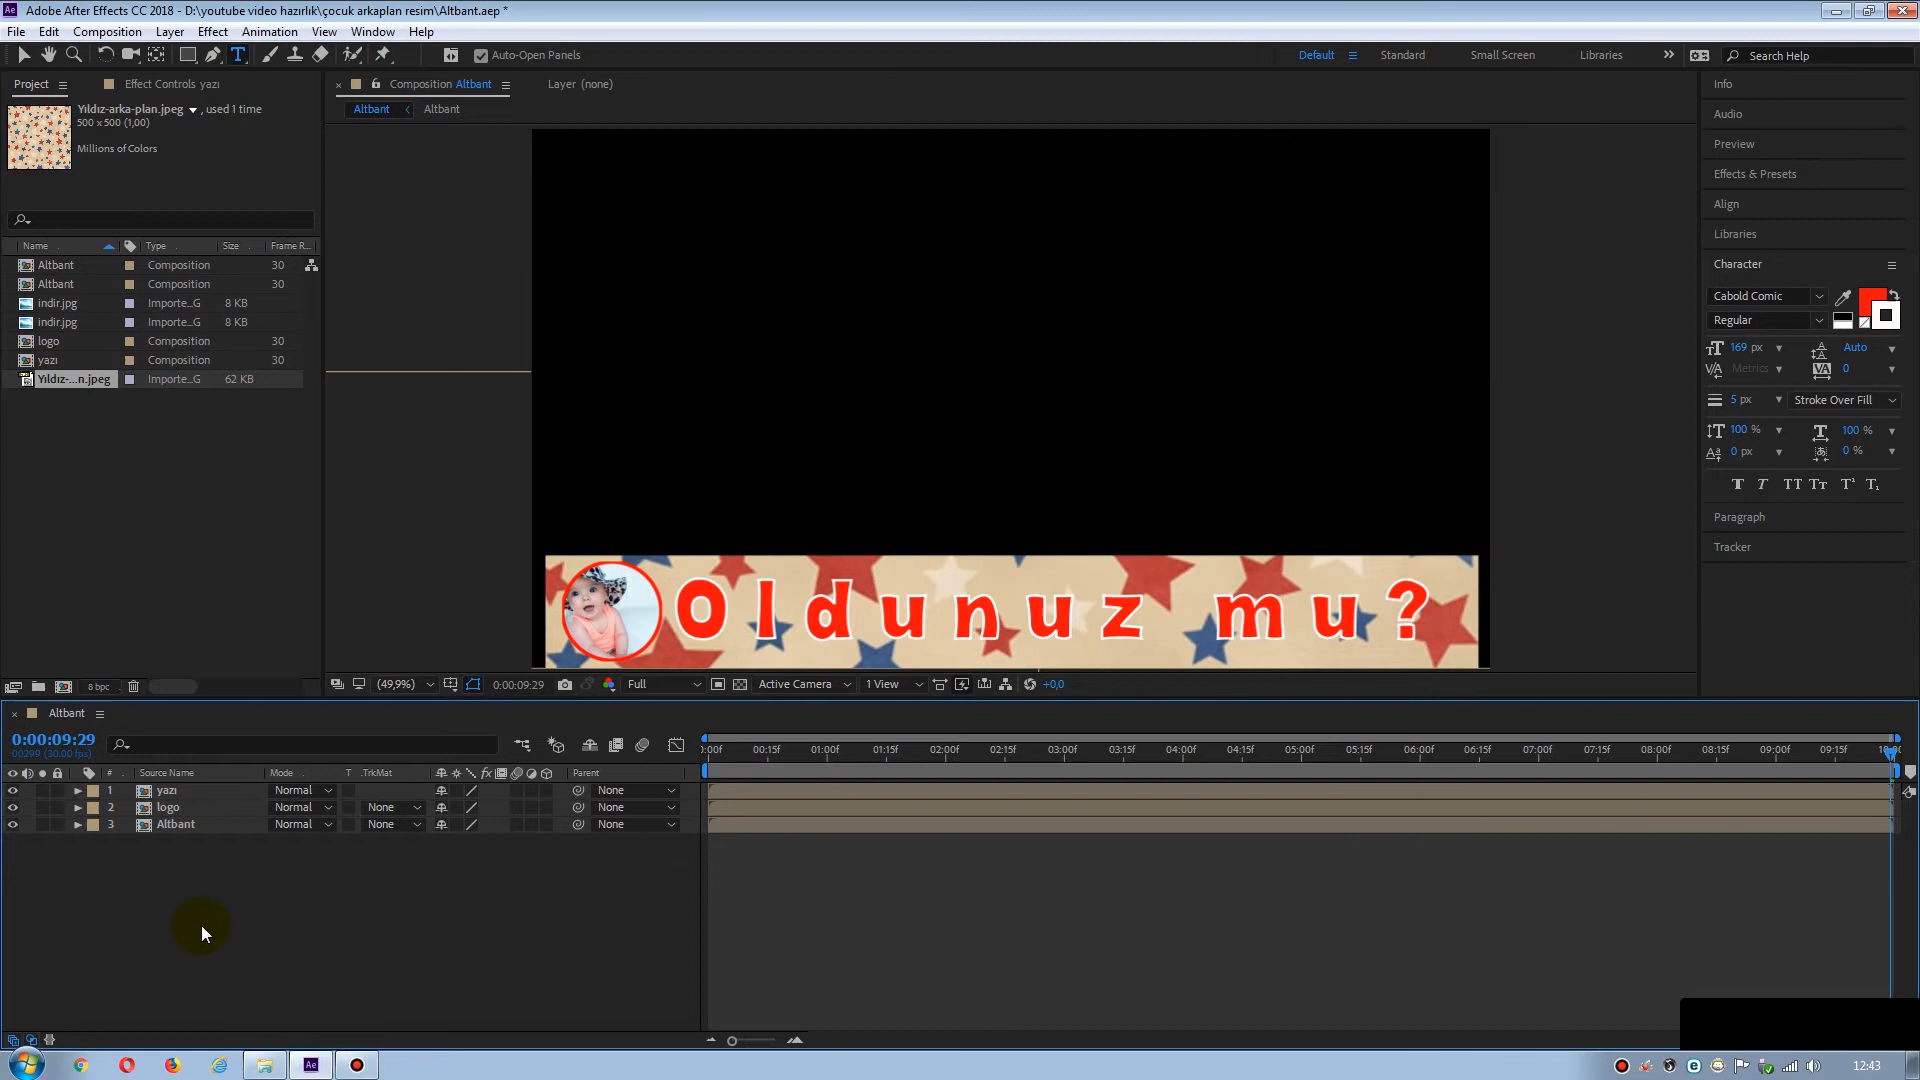 Adobe After Effects CC 2018 - D:\youtube video hazırlık\çocuk arkaplan resim\Altbant.aep *
File Edit Composition Layer Effect Animation View Window Help
Auto-Open Panels
Default Standard Small Screen Libraries Search Help
Project Effect Controls yazı
Composition Altbant Layer (none)
Altbant Altbant
Yıldız-arka-plan.jpeg , used 1 time
500 x 500 (1,00)
Millions of Colors
Name Type Size Frame R...
Altbant Composition 30
Altbant Composition 30
indir.jpg Importe...G 8 KB
indir.jpg Importe...G 8 KB
logo Composition 30
yazı Composition 30
Yıldız-...n.jpeg Importe...G 62 KB
8 bpc
Oldunuz mu?
(49,9%) 0:00:09:29 Full Active Camera 1 View +0,0
Info
Audio
Preview
Effects & Presets
Align
Libraries
Character
Cabold Comic
Regular
169 px Auto
Metrics 0
5 px Stroke Over Fill
100 % 100 %
0 px 0 %
T T TT Tт T¹ T₁
Paragraph
Tracker
Altbant
0:00:09:29
00299 (30.00 fps)
:00f 00:15f 01:00f 01:15f 02:00f 02:15f 03:00f 03:15f 04:00f 04:15f 05:00f 05:15f 06:00f 06:15f 07:00f 07:15f 08:00f 08:15f 09:00f 09:15f
# Source Name Mode T .TrkMat Parent
1 yazı Normal None
2 logo Normal None None
3 Altbant Normal None None
12:43